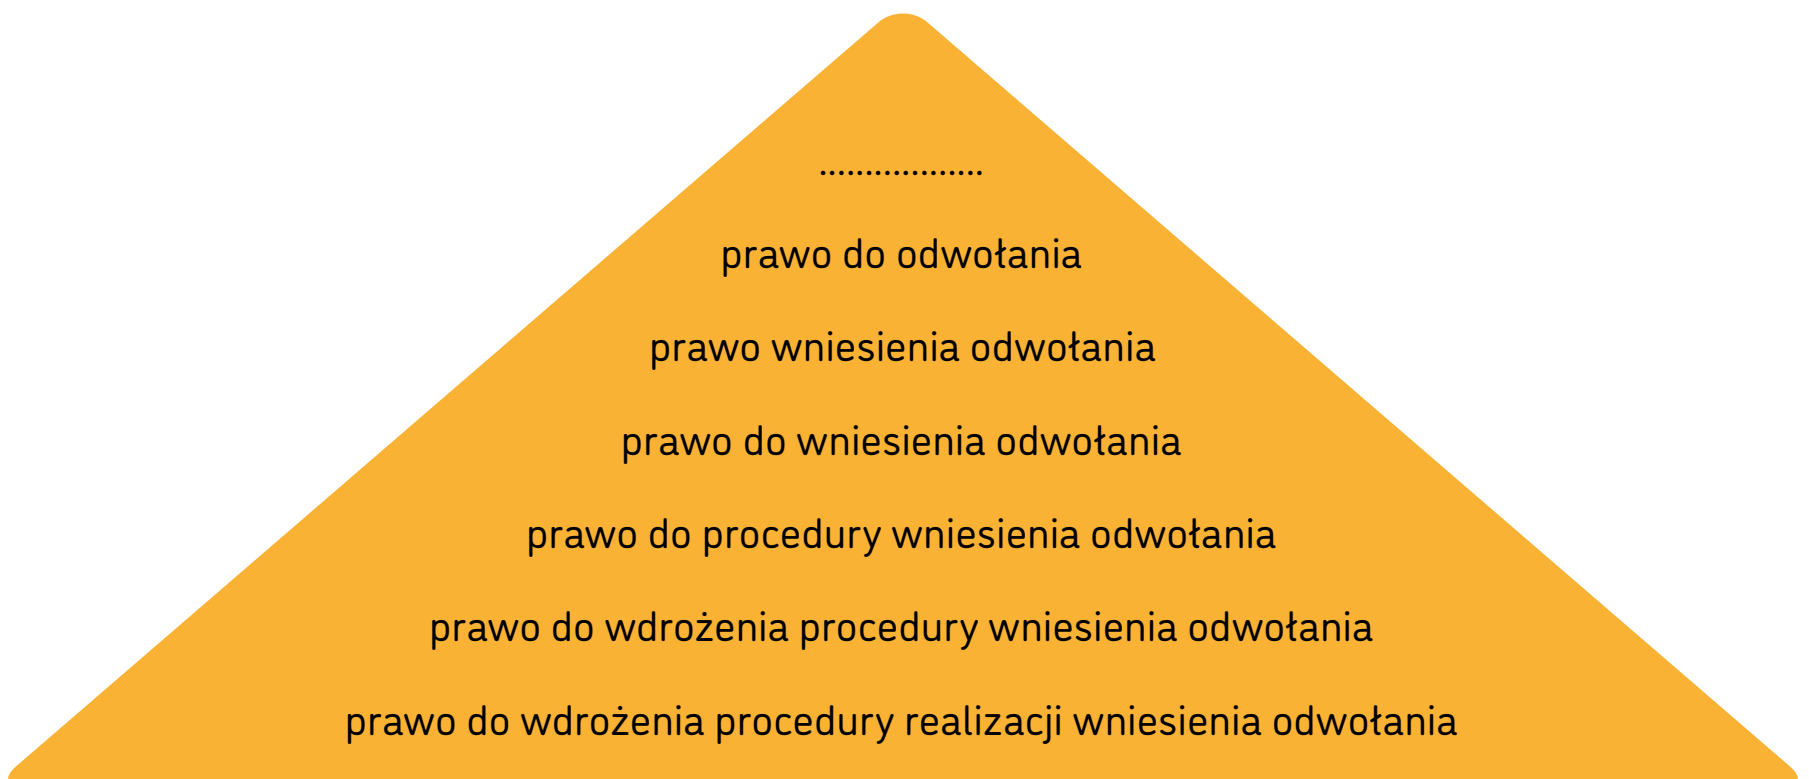 ..................
prawo do odwołania
prawo wniesienia odwołania
prawo do wniesienia odwołania
prawo do procedury wniesienia odwołania
prawo do wdrożenia procedury wniesienia odwołania
prawo do wdrożenia procedury realizacji wniesienia odwołania